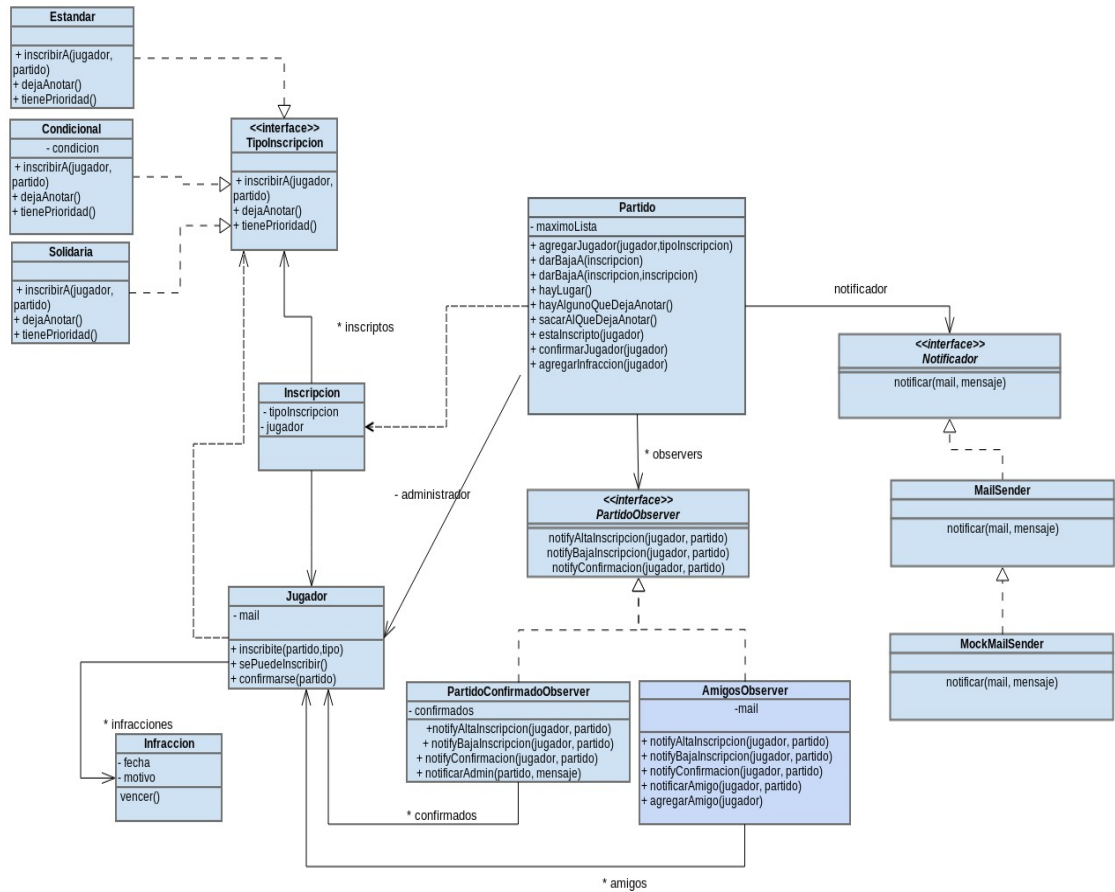 Estandar
+ inscribirA(jugador,
partido)
+ dejaAnotar()
+ tienePrioridad()
Condicional
- condicion
+ inscribirA(jugador,
partido)
+ dejaAnotar()
+ tienePrioridad()
Solidaria
+ inscribirA(jugador,
partido)
+ dejaAnotar()
+ tienePrioridad()
<<interface>>
TipoInscripcion
+ inscribirA(jugador,
partido)
+ dejaAnotar()
+ tienePrioridad()
Partido
- maximoLista
+ agregarJugador(jugador,tipoInscripcion)
+ darBajaA(inscripcion)
+ darBajaA(inscripcion,inscripcion)
+ hayLugar()
+ hayAlgunoQueDejaAnotar()
+ sacarAlQueDejaAnotar()
+ estaInscripto(jugador)
+ confirmarJugador(jugador)
+ agregarInfraccion(jugador)
notificador
* inscriptos
<<interface>>
Notificador
notificar(mail, mensaje)
Inscripcion
- tipoInscripcion
- jugador
* observers
- administrador
<<interface>>
PartidoObserver
notifyAltaInscripcion(jugador, partido)
notifyBajaInscripcion(jugador, partido)
notifyConfirmacion(jugador, partido)
MailSender
notificar(mail, mensaje)
Jugador
- mail
+ inscribite(partido,tipo)
+ sePuedeInscribir()
+ confirmarse(partido)
MockMailSender
notificar(mail, mensaje)
PartidoConfirmadoObserver
- confirmados
+notifyAltaInscripcion(jugador, partido)
+ notifyBajaInscripcion(jugador, partido)
+ notifyConfirmacion(jugador, partido)
+ notificarAdmin(partido, mensaje)
AmigosObserver
-mail
+ notifyAltaInscripcion(jugador, partido)
+ notifyBajaInscripcion(jugador, partido)
+ notifyConfirmacion(jugador, partido)
+ notificarAmigo(jugador, partido)
+ agregarAmigo(jugador)
* infracciones
Infraccion
- fecha
- motivo
vencer()
* confirmados
* amigos